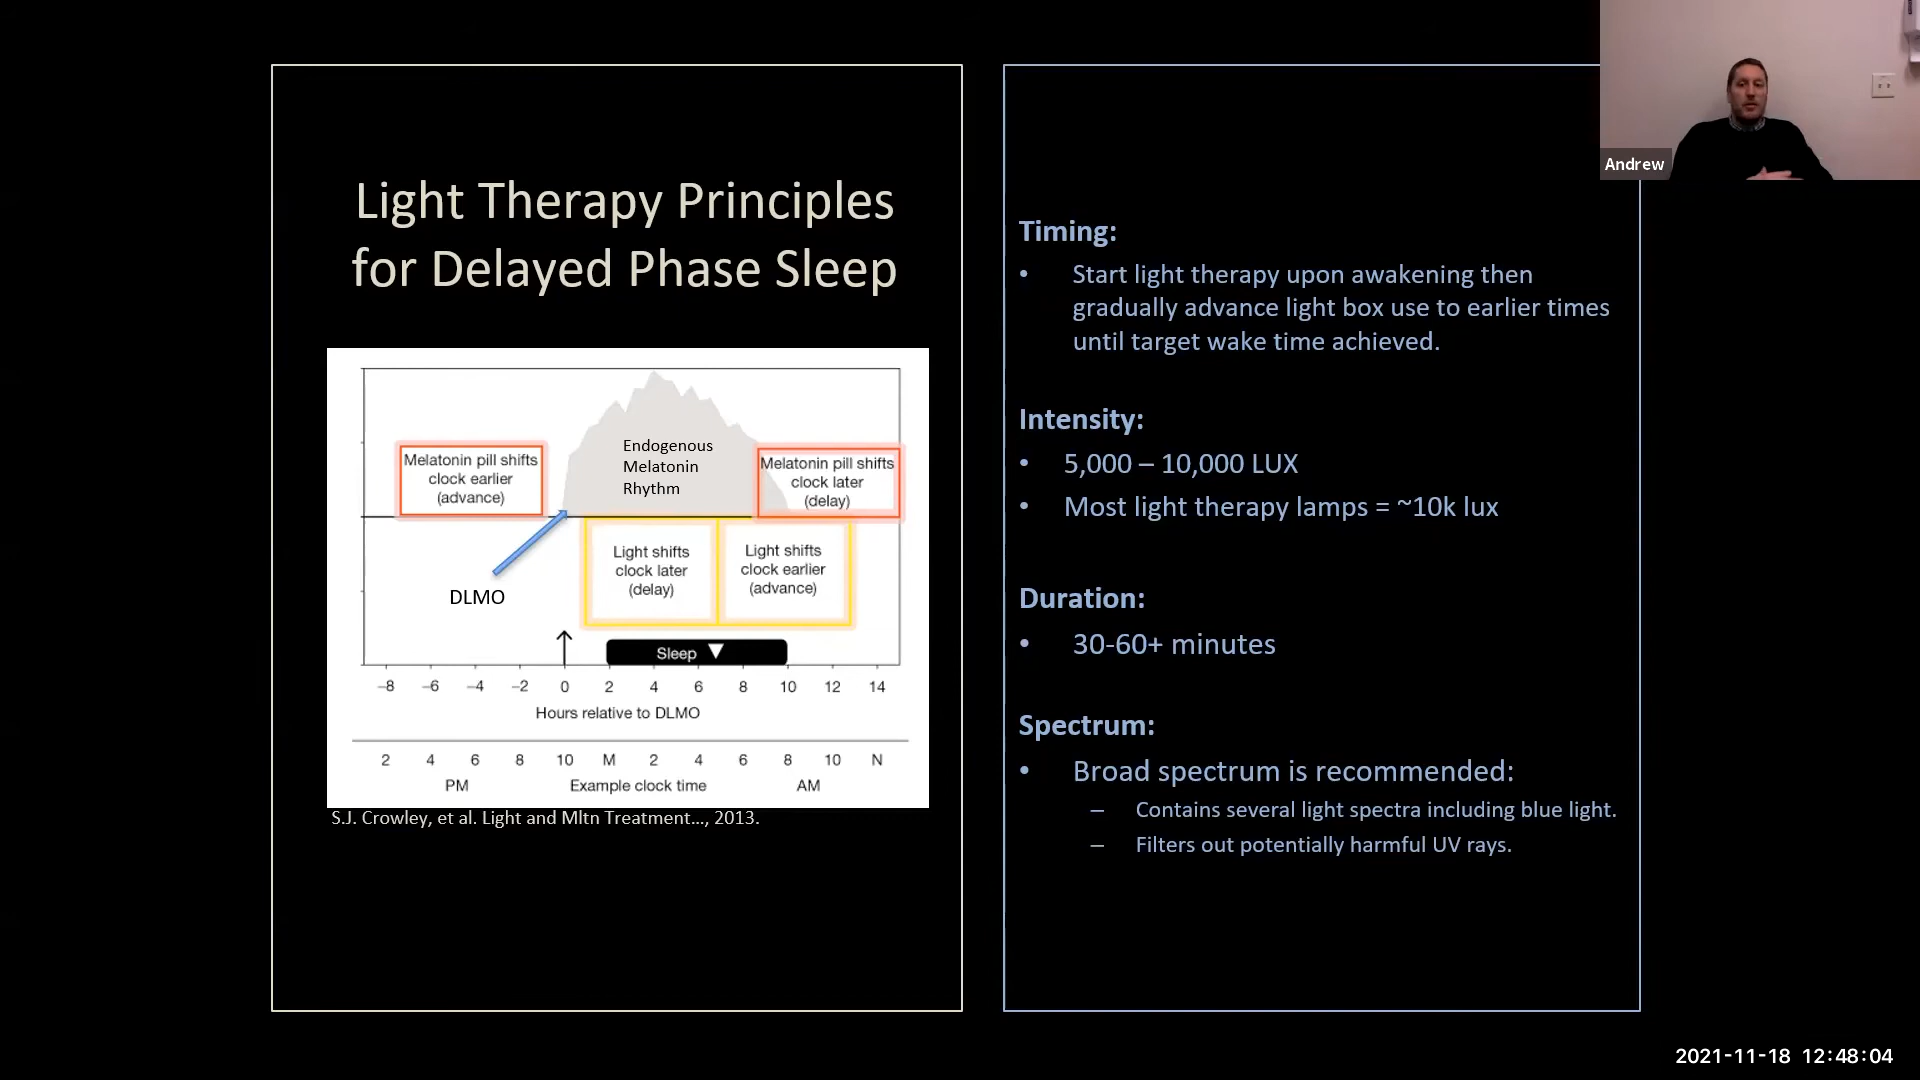 Light Therapy Principles
for Delayed Phase Sleep
Endogenous
Melatonin
Rhythm
Melatonin pill shifts
clock earlier
(advance)
Melatonin pill shifts
clock later
(delay)
Light shifts
clock later
(delay)
Light shifts
clock earlier
(advance)
DLMO
Sleep
–8 –6 –4 –2 0 2 4 6 8 10 12 14
Hours relative to DLMO
2 4 6 8 10 M 2 4 6 8 10 N
PM Example clock time AM
S.J. Crowley, et al. Light and Mltn Treatment…, 2013.
Timing:
• Start light therapy upon awakening then
gradually advance light box use to earlier times
until target wake time achieved.
Intensity:
• 5,000 – 10,000 LUX
• Most light therapy lamps = ~10k lux
Duration:
• 30-60+ minutes
Spectrum:
• Broad spectrum is recommended:
– Contains several light spectra including blue light.
– Filters out potentially harmful UV rays.
Andrew
2021-11-18 12:48:04